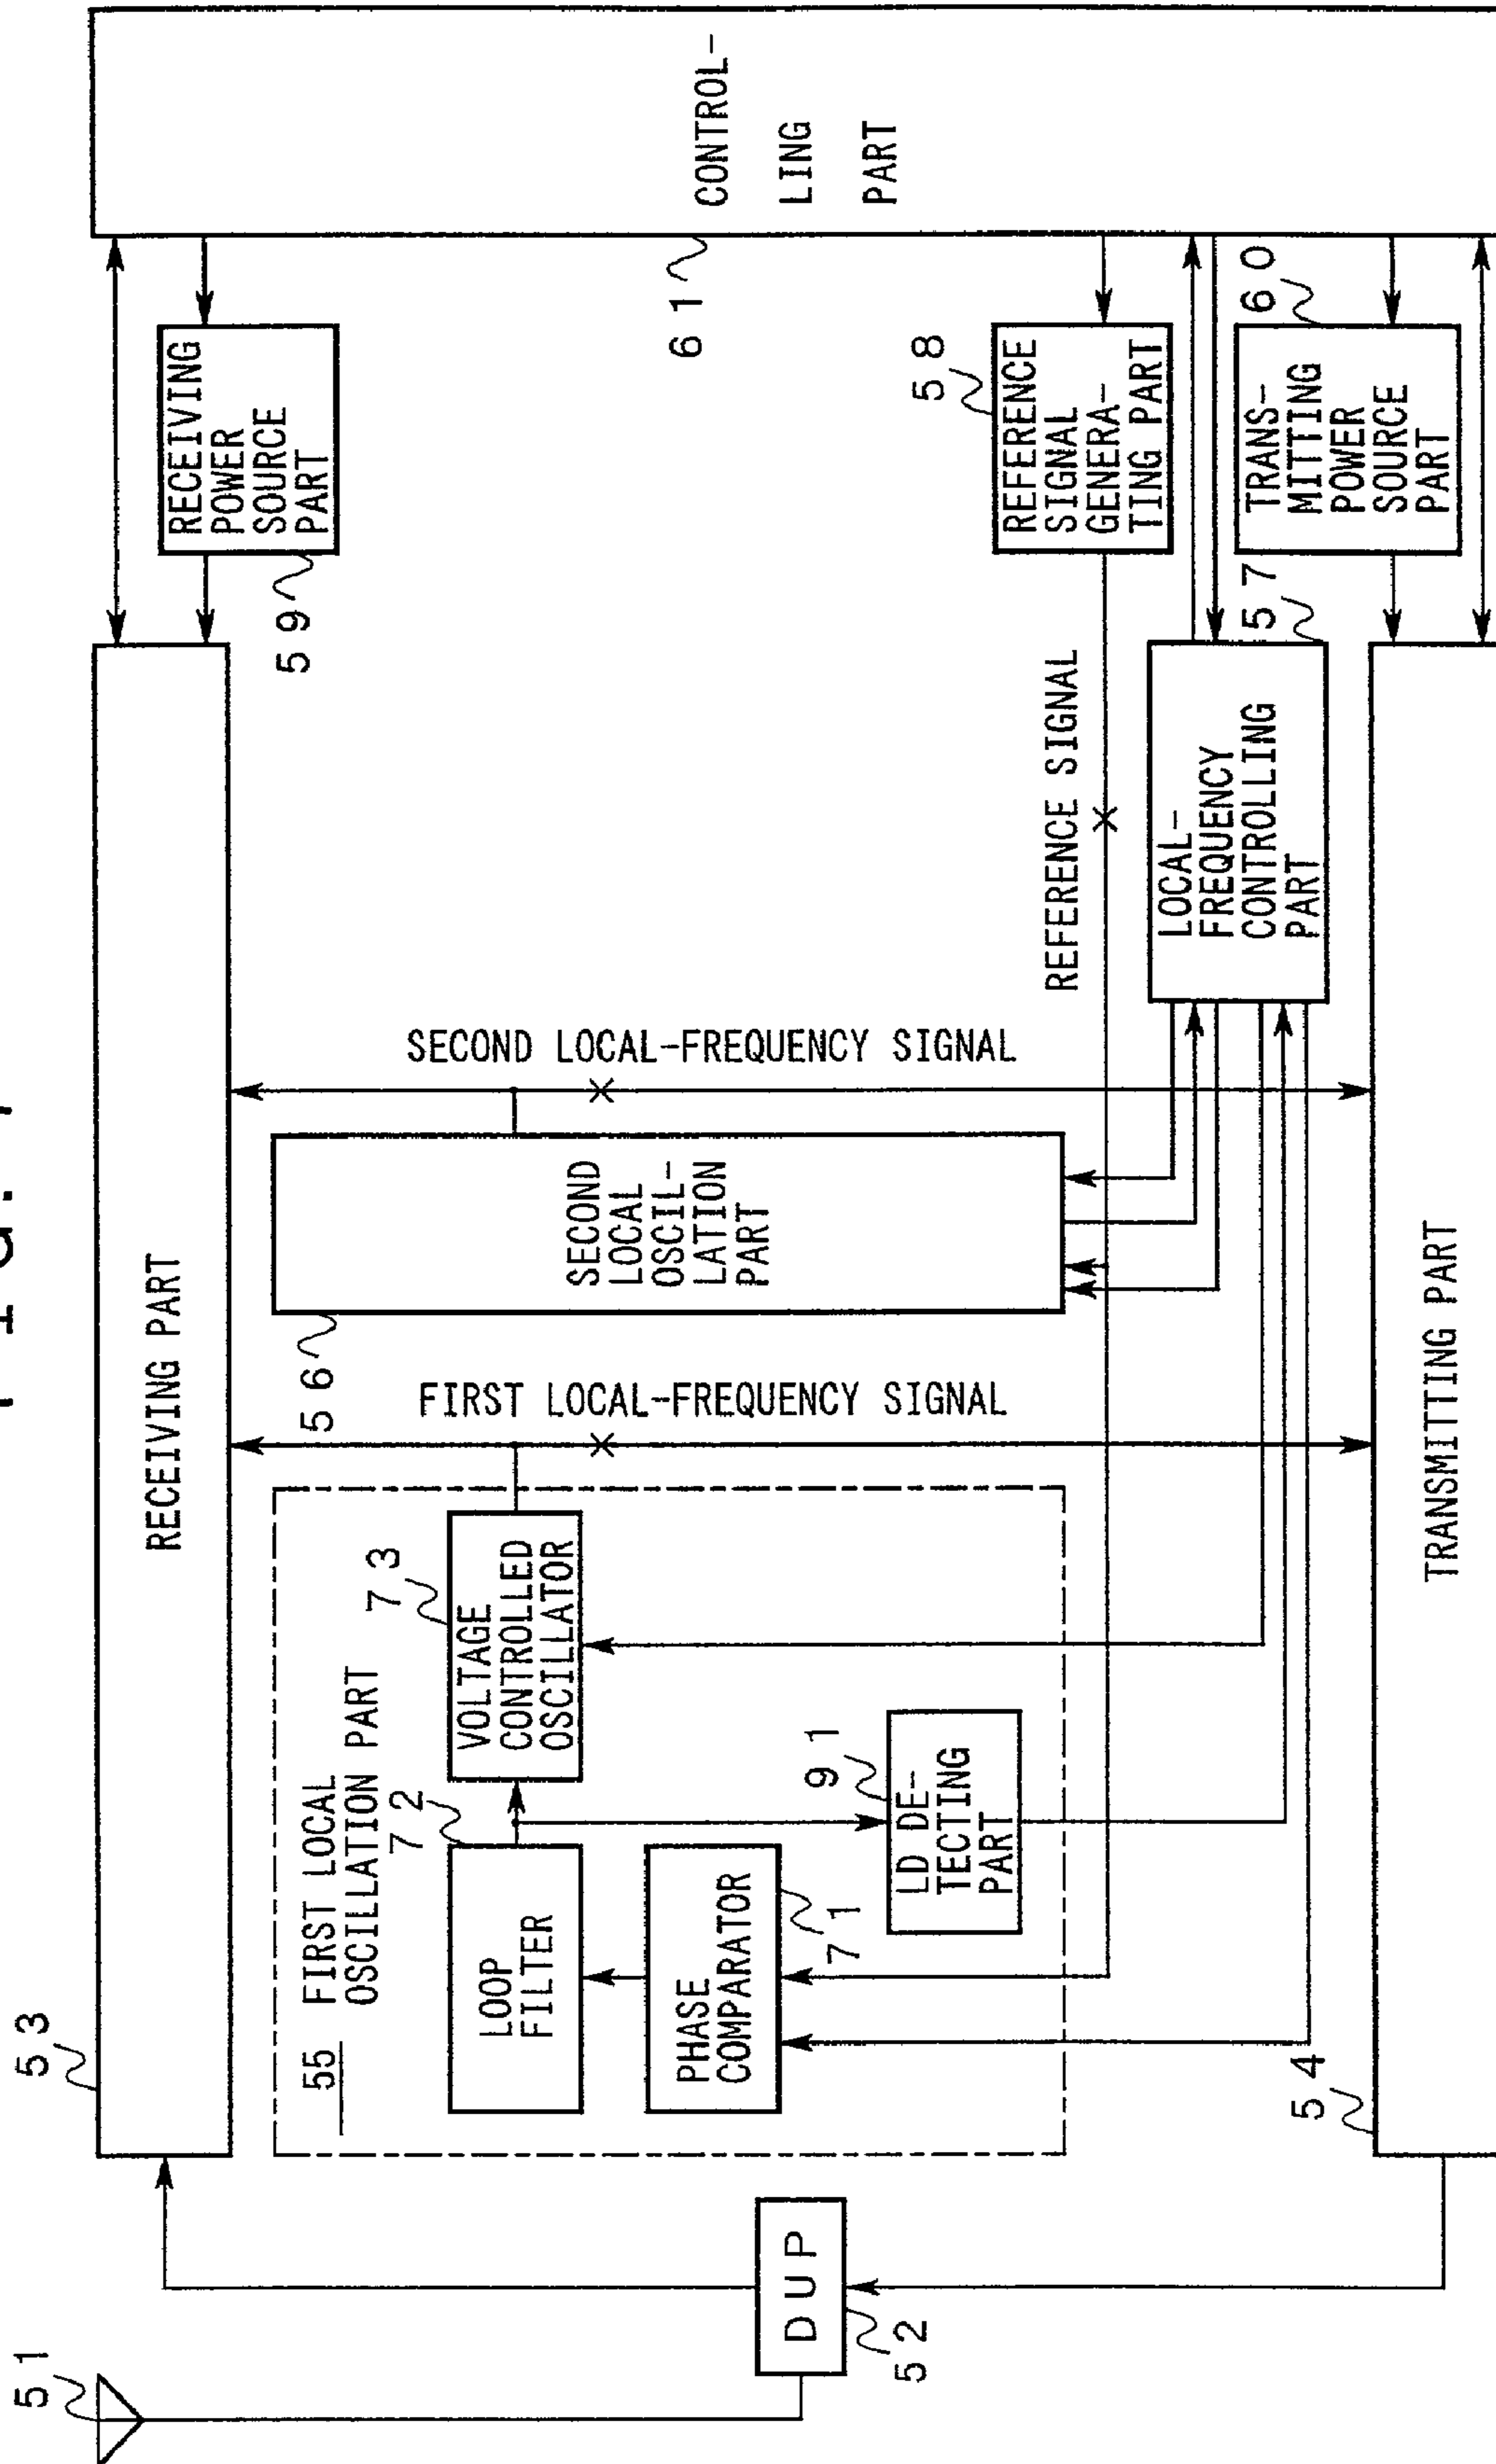 51
53
RECEIVING PART
59
RECEIVING
POWER
SOURCE
PART
52
DUP
55 FIRST LOCAL
OSCILLATION PART
72
LOOP
FILTER
73
VOLTAGE
CONTROLLED
OSCILLATOR
PHASE
COMPARATOR
71
91
LD DE-
TECTING
PART
FIRST LOCAL-FREQUENCY SIGNAL
56
SECOND
LOCAL
OSCIL-
LATION
PART
SECOND LOCAL-FREQUENCY SIGNAL
REFERENCE SIGNAL
58
REFERENCE
SIGNAL
GENERA-
TING PART
61
CONTROL-
LING
PART
LOCAL-
FREQUENCY
CONTROLLING
PART
57
60
TRANS-
MITTING
POWER
SOURCE
PART
54
TRANSMITTING PART